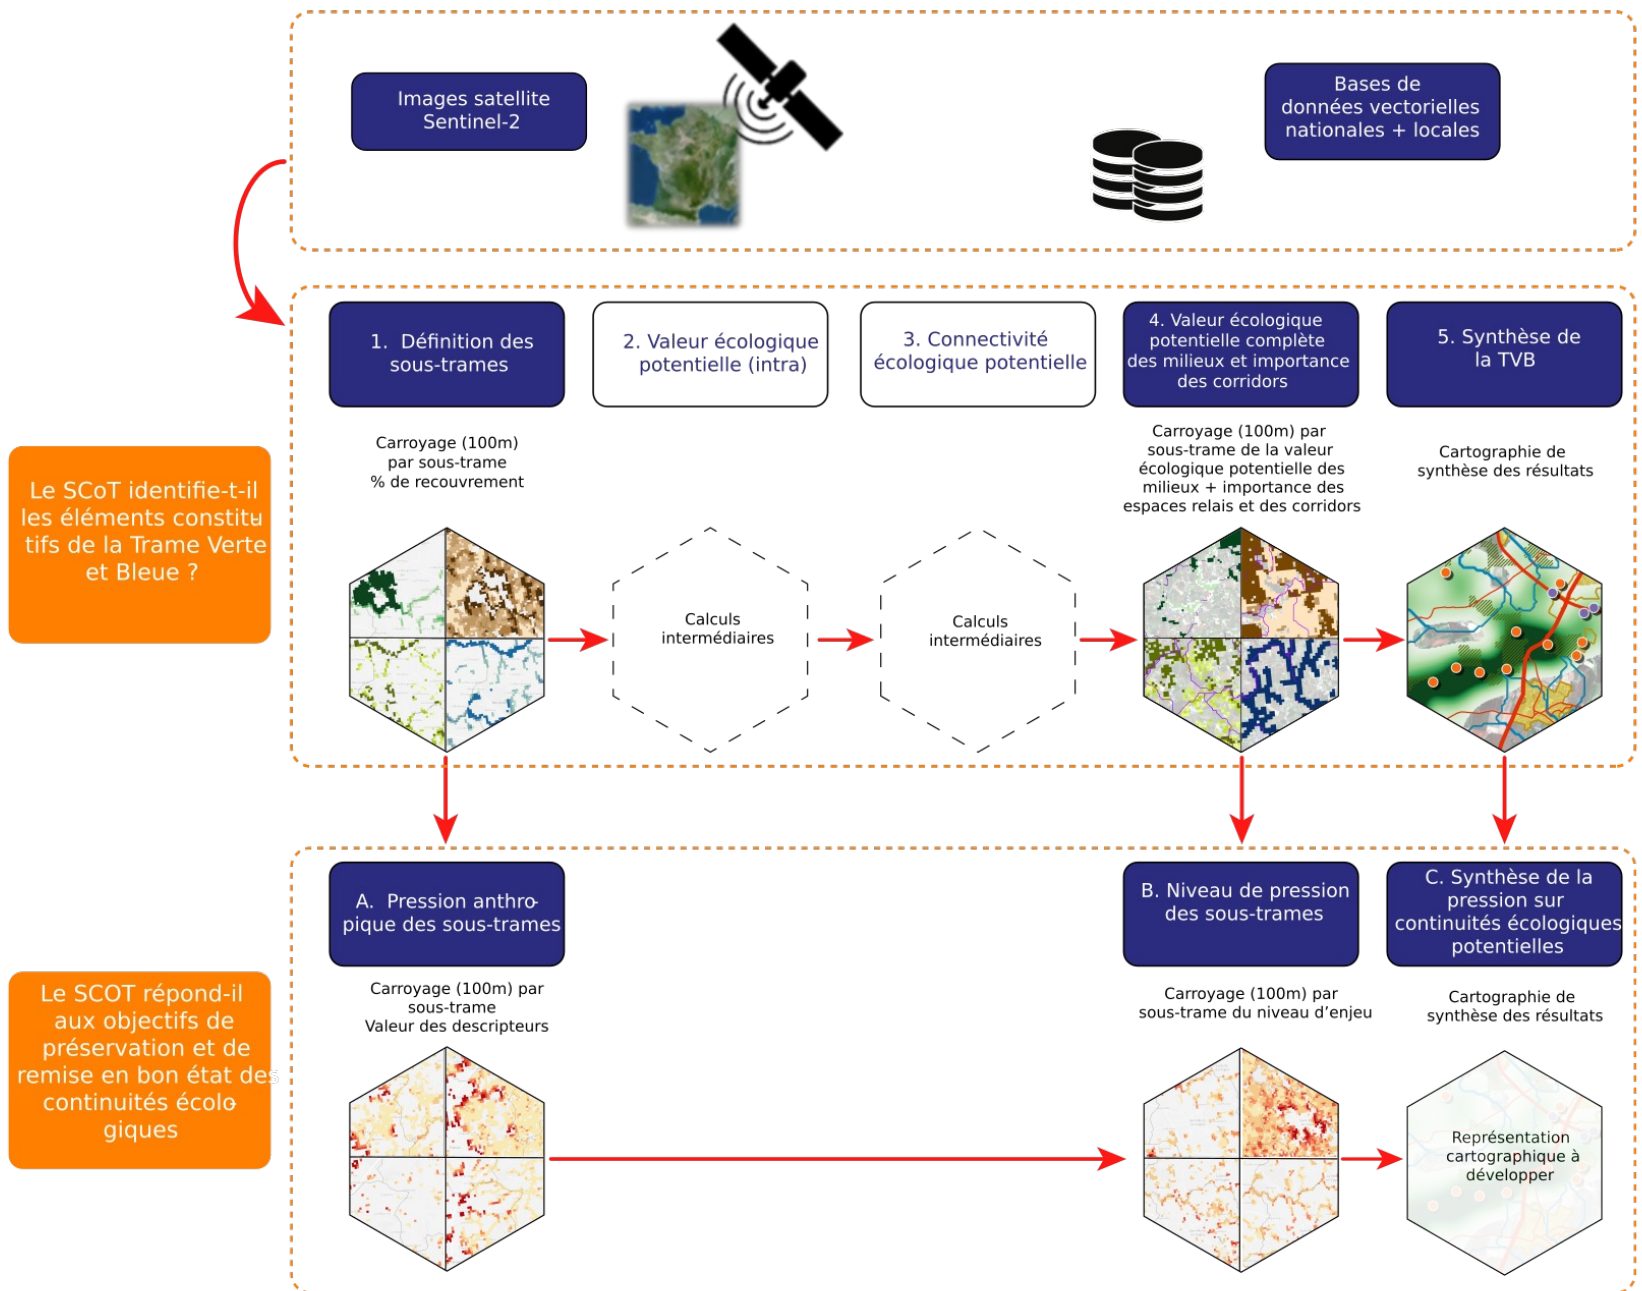 Images satellite
Sentinel-2
Bases de
données vectorielles
nationales + locales
1. Définition des
sous-trames
2. Valeur écologique
potentielle (intra)
3. Connectivité
écologique potentielle
4. Valeur écologique
potentielle complète
des milieux et importance
des corridors
5. Synthèse de
la TVB
Carroyage (100m)
par sous-trame
% de recouvrement
Carroyage (100m) par
sous-trame de la valeur
écologique potentielle des
milieux + importance des
espaces relais et des corridors
Cartographie de
synthèse des résultats
Le SCoT identifie-t-il
les éléments constitu-
tifs de la Trame Verte
et Bleue ?
Calculs
intermédiaires
Calculs
intermédiaires
A. Pression anthro-
pique des sous-trames
B. Niveau de pression
des sous-trames
C. Synthèse de la
pression sur
continuités écologiques
potentielles
Carroyage (100m) par
sous-trame
Valeur des descripteurs
Carroyage (100m) par
sous-trame du niveau d’enjeu
Cartographie de
synthèse des résultats
Le SCOT répond-il
aux objectifs de
préservation et de
remise en bon état des
continuités écolo-
giques
Représentation
cartographique à
développer